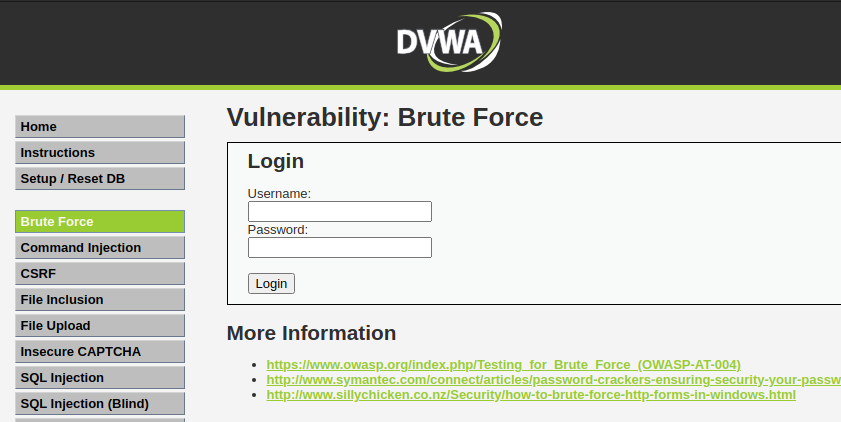 DVWA
Vulnerability: Brute Force
Home
Instructions
Setup / Reset DB
Brute Force
Command Injection
CSRF
File Inclusion
File Upload
Insecure CAPTCHA
SQL Injection
SQL Injection (Blind)
Login
Username:
Password:
Login
More Information
https://www.owasp.org/index.php/Testing_for_Brute_Force_(OWASP-AT-004)
http://www.symantec.com/connect/articles/password-crackers-ensuring-security-your-passw
http://www.sillychicken.co.nz/Security/how-to-brute-force-http-forms-in-windows.html